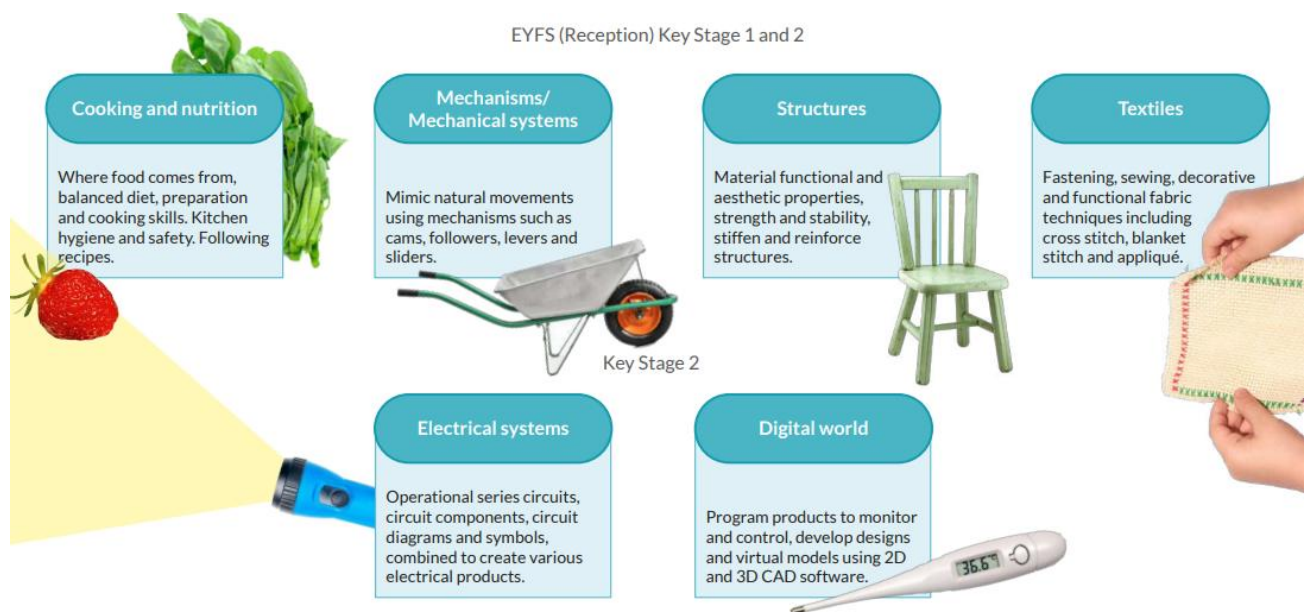 EYFS (Reception) Key Stage 1 and 2
Cooking and nutrition
Where food comes from,
balanced diet, preparation
and cooking skills. Kitchen
hygiene and safety. Following
recipes.
Mechanisms/
Mechanical systems
Mimic natural movements
using mechanisms such as
cams, followers, levers and
sliders.
Structures
Material functional and
aesthetic properties,
strength and stability,
stiffen and reinforce
structures.
Textiles
Fastening, sewing, decorative
and functional fabric
techniques including
cross stitch, blanket
stitch and appliqué.
Key Stage 2
Electrical systems
Operational series circuits,
circuit components, circuit
diagrams and symbols,
combined to create various
electrical products.
Digital world
Program products to monitor
and control, develop designs
and virtual models using 2D
and 3D CAD software.
36.6°